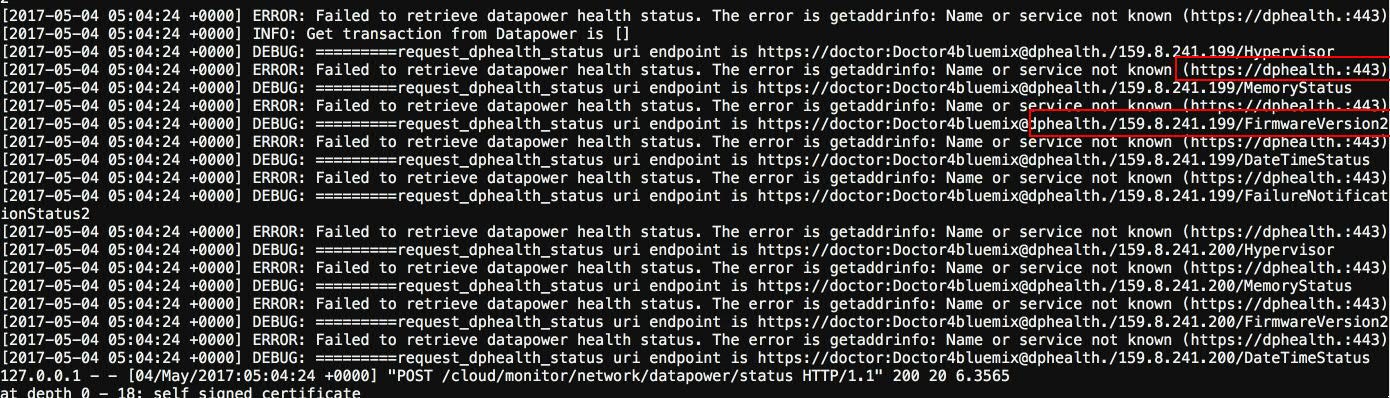 2
[2017-05-04 05:04:24 +0000] ERROR: Failed to retrieve datapower health status. The error is getaddrinfo: Name or service not known (https://dphealth.:443)
[2017-05-04 05:04:24 +0000] INFO: Get transaction from Datapower is []
[2017-05-04 05:04:24 +0000] DEBUG: =========request_dphealth_status uri endpoint is https://doctor:Doctor4bluemix@dphealth./159.8.241.199/Hypervisor
[2017-05-04 05:04:24 +0000] ERROR: Failed to retrieve datapower health status. The error is getaddrinfo: Name or service not known (https://dphealth.:443)
[2017-05-04 05:04:24 +0000] DEBUG: =========request_dphealth_status uri endpoint is https://doctor:Doctor4bluemix@dphealth./159.8.241.199/MemoryStatus
[2017-05-04 05:04:24 +0000] ERROR: Failed to retrieve datapower health status. The error is getaddrinfo: Name or service not known (https://dphealth.:443)
[2017-05-04 05:04:24 +0000] DEBUG: =========request_dphealth_status uri endpoint is https://doctor:Doctor4bluemix@dphealth./159.8.241.199/FirmwareVersion2
[2017-05-04 05:04:24 +0000] ERROR: Failed to retrieve datapower health status. The error is getaddrinfo: Name or service not known (https://dphealth.:443)
[2017-05-04 05:04:24 +0000] DEBUG: =========request_dphealth_status uri endpoint is https://doctor:Doctor4bluemix@dphealth./159.8.241.199/DateTimeStatus
[2017-05-04 05:04:24 +0000] ERROR: Failed to retrieve datapower health status. The error is getaddrinfo: Name or service not known (https://dphealth.:443)
[2017-05-04 05:04:24 +0000] DEBUG: =========request_dphealth_status uri endpoint is https://doctor:Doctor4bluemix@dphealth./159.8.241.199/FailureNotificat
ionStatus2
[2017-05-04 05:04:24 +0000] ERROR: Failed to retrieve datapower health status. The error is getaddrinfo: Name or service not known (https://dphealth.:443)
[2017-05-04 05:04:24 +0000] DEBUG: =========request_dphealth_status uri endpoint is https://doctor:Doctor4bluemix@dphealth./159.8.241.200/Hypervisor
[2017-05-04 05:04:24 +0000] ERROR: Failed to retrieve datapower health status. The error is getaddrinfo: Name or service not known (https://dphealth.:443)
[2017-05-04 05:04:24 +0000] DEBUG: =========request_dphealth_status uri endpoint is https://doctor:Doctor4bluemix@dphealth./159.8.241.200/MemoryStatus
[2017-05-04 05:04:24 +0000] ERROR: Failed to retrieve datapower health status. The error is getaddrinfo: Name or service not known (https://dphealth.:443)
[2017-05-04 05:04:24 +0000] DEBUG: =========request_dphealth_status uri endpoint is https://doctor:Doctor4bluemix@dphealth./159.8.241.200/FirmwareVersion2
[2017-05-04 05:04:24 +0000] ERROR: Failed to retrieve datapower health status. The error is getaddrinfo: Name or service not known (https://dphealth.:443)
[2017-05-04 05:04:24 +0000] DEBUG: =========request_dphealth_status uri endpoint is https://doctor:Doctor4bluemix@dphealth./159.8.241.200/DateTimeStatus
127.0.0.1 - - [04/May/2017:05:04:24 +0000] "POST /cloud/monitor/network/datapower/status HTTP/1.1" 200 20 6.3565
at depth 0 - 18: self signed certificate